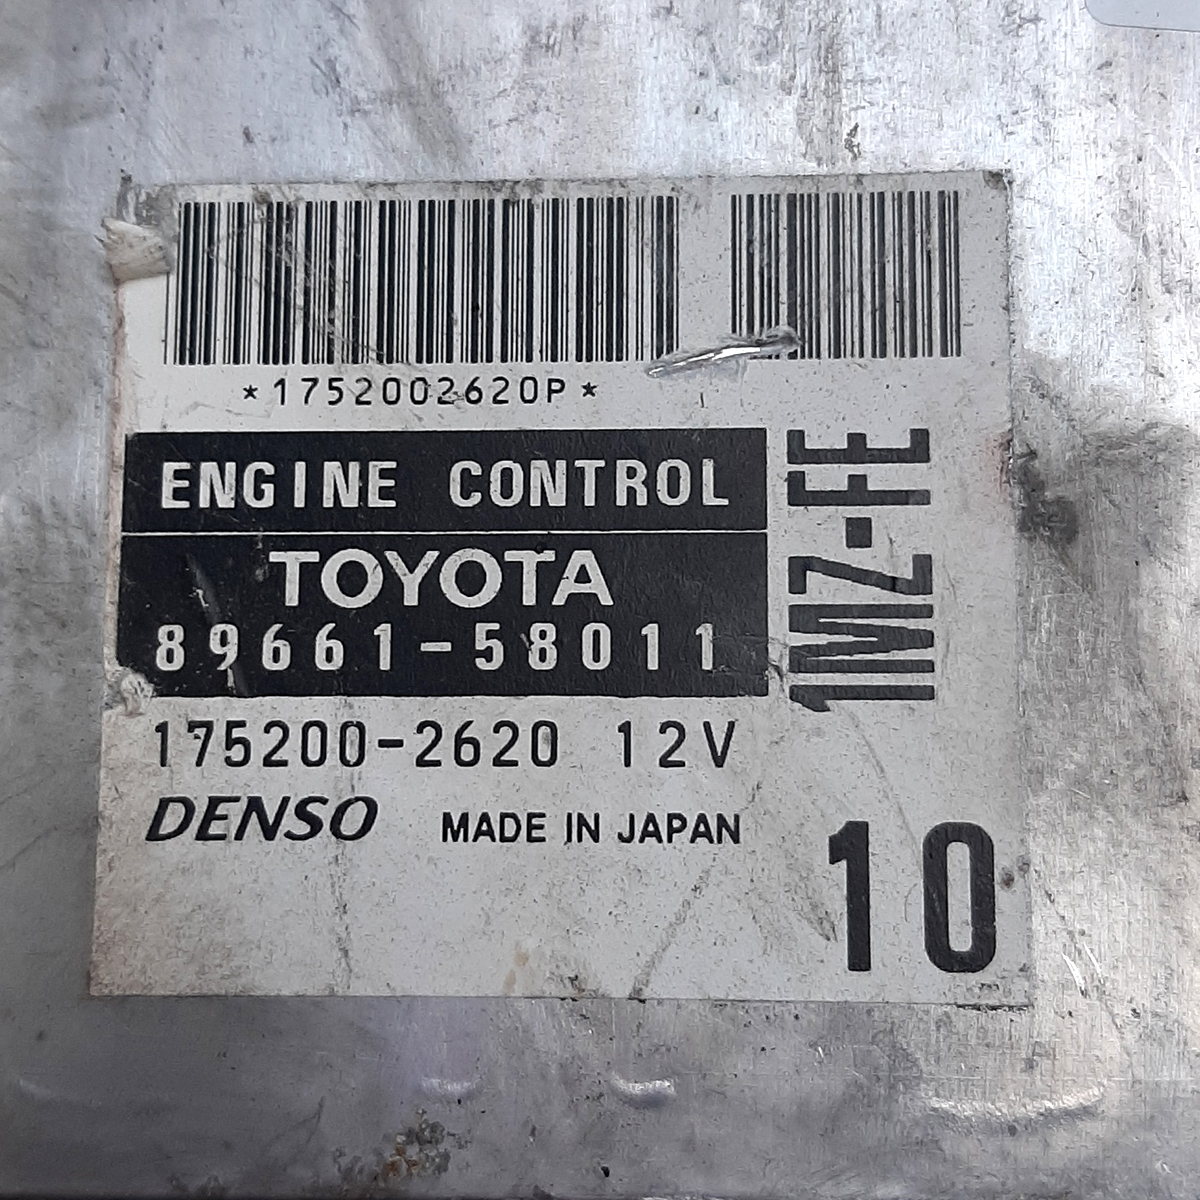 *1752002620P*
ENGINE CONTROL
TOYOTA
89661-58011
175200-2620 12V
DENSO MADE IN JAPAN
1MZ-FE
10